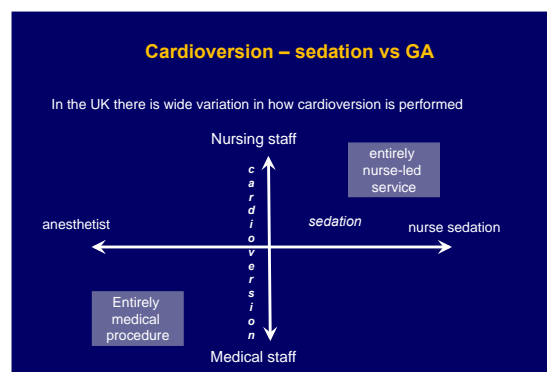 Cardioversion – sedation vs GA
In the UK there is wide variation in how cardioversion is performed
Nursing staff
entirely
nurse-led
service
cardioversion
sedation
anesthetist
nurse sedation
Entirely
medical
procedure
Medical staff